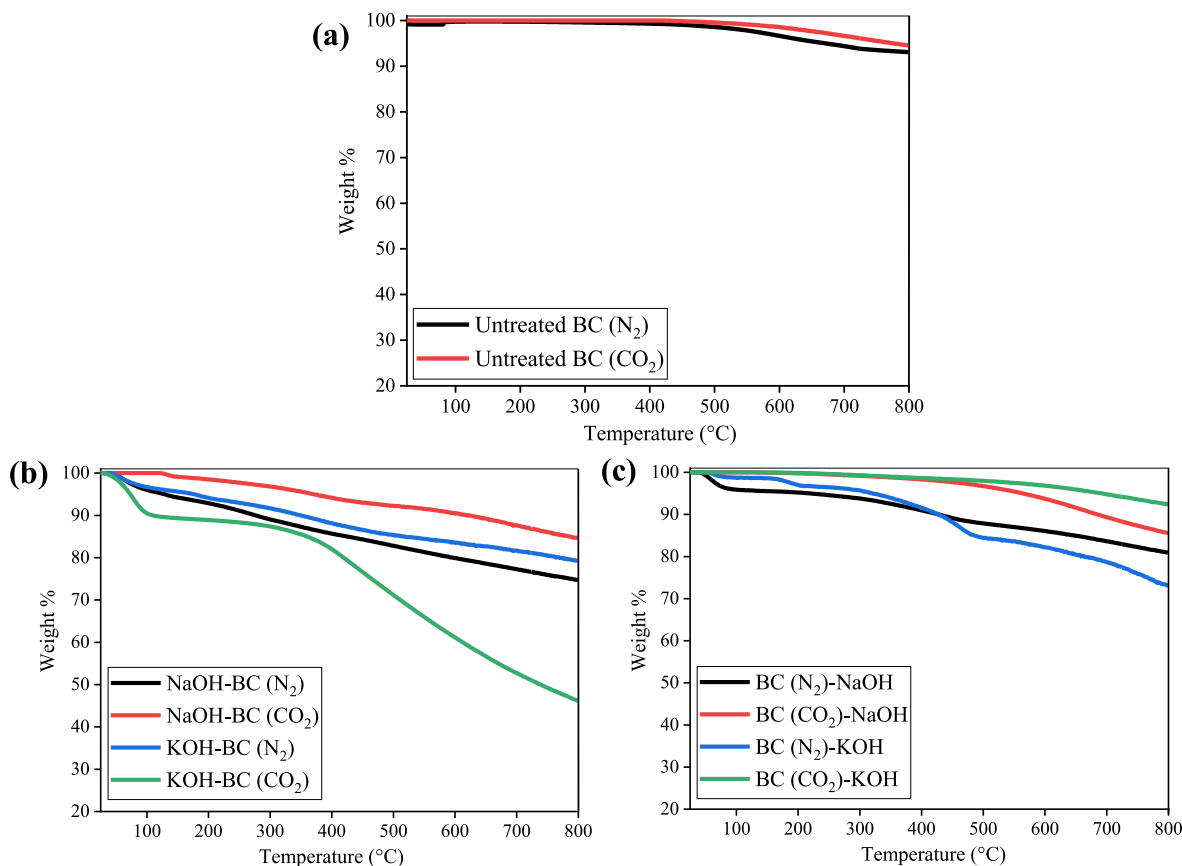 (a)
Weight %
100
90
80
70
60
50
40
30
20
Untreated BC (N₂)
Untreated BC (CO₂)
100 200 300 400 500 600 700 800
Temperature (°C)
(b)
Weight %
100
90
80
70
60
50
40
30
20
NaOH-BC (N₂)
NaOH-BC (CO₂)
KOH-BC (N₂)
KOH-BC (CO₂)
100 200 300 400 500 600 700 800
Temperature (°C)
(c)
Weight %
100
90
80
70
60
50
40
30
20
BC (N₂)-NaOH
BC (CO₂)-NaOH
BC (N₂)-KOH
BC (CO₂)-KOH
100 200 300 400 500 600 700 800
Temperature (°C)